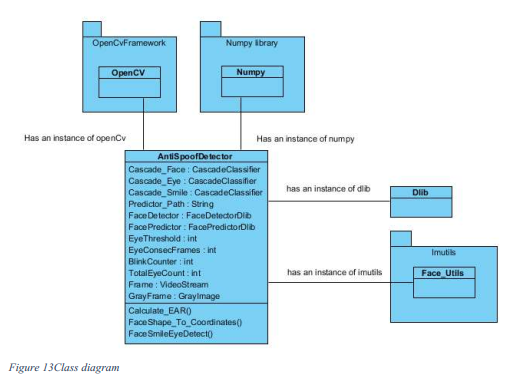 OpenCvFramework
Numpy library
OpenCV
Numpy
Has an instance of openCv
Has an instance of numpy
AntiSpoofDetector
Cascade_Face : CascadeClassifier
Cascade_Eye : CascadeClassifier
Cascade_Smile : CascadeClassifier
Predictor_Path : String
FaceDetector : FaceDetectorDlib
FacePredictor : FacePredictorDlib
EyeThreshold : int
EyeConsecFrames : int
BlinkCounter : int
TotalEyeCount : int
Frame : VideoStream
GrayFrame : GrayImage
Calculate_EAR()
FaceShape_To_Coordinates()
FaceSmileEyeDetect()
has an instance of dlib
Dlib
has an instance of imutils
Imutils
Face_Utils
Figure 13Class diagram